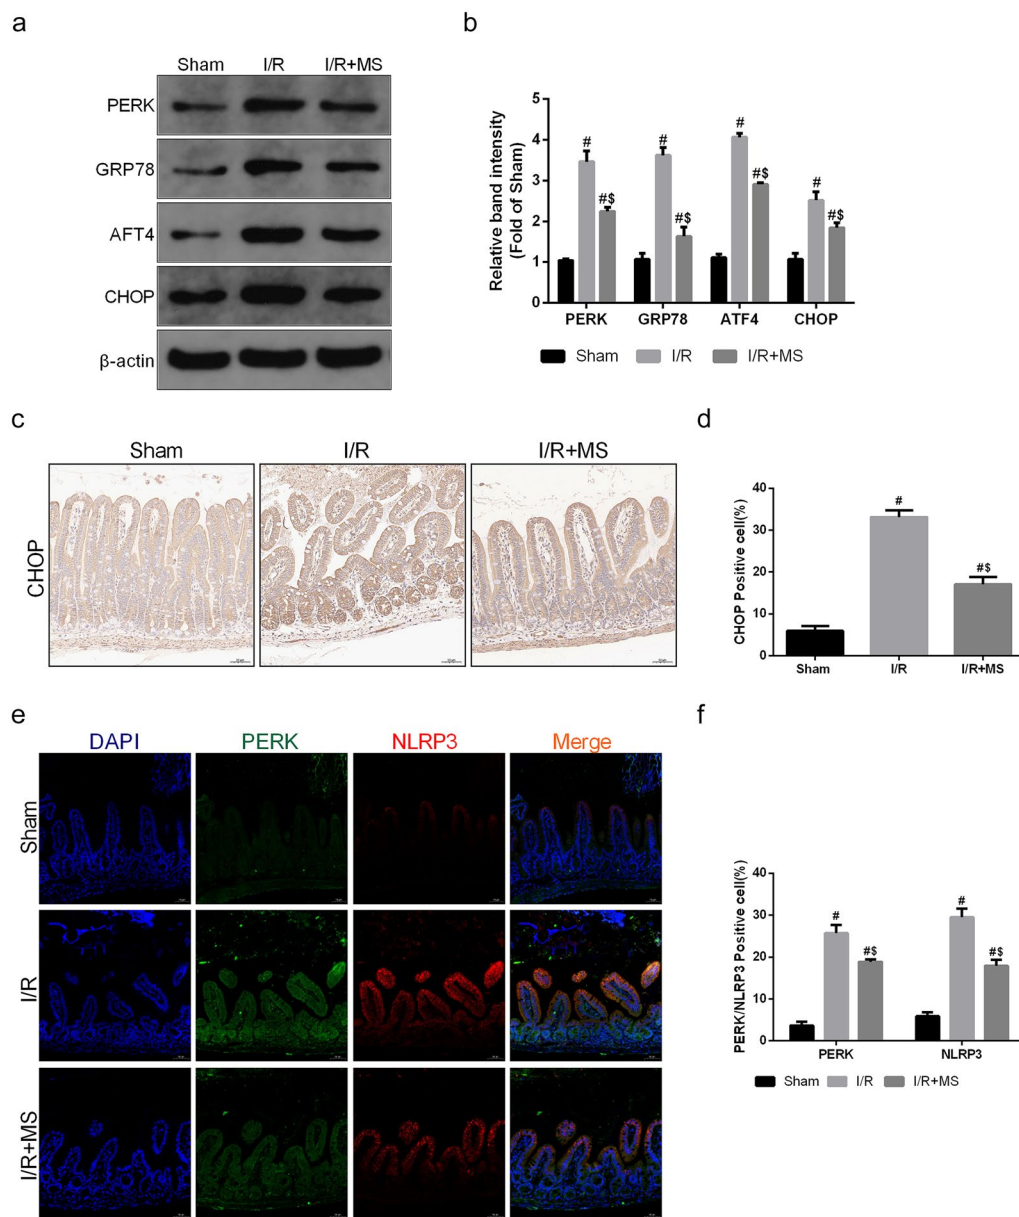 a
Sham I/R I/R+MS
PERK
GRP78
AFT4
CHOP
β-actin
b
Relative band intensity
(Fold of Sham)
5
4
3
2
1
0
# #$ # #$ # #$ # #$
PERK GRP78 ATF4 CHOP
Sham I/R I/R+MS
c
Sham I/R I/R+MS
CHOP
d
CHOP Positive cell(%)
40
30
20
10
0
# #$
Sham I/R I/R+MS
e
DAPI PERK NLRP3 Merge
Sham
I/R
I/R+MS
f
PERK/NLRP3 Positive cell(%)
40
30
20
10
0
# #$ # #$
PERK NLRP3
Sham I/R I/R+MS